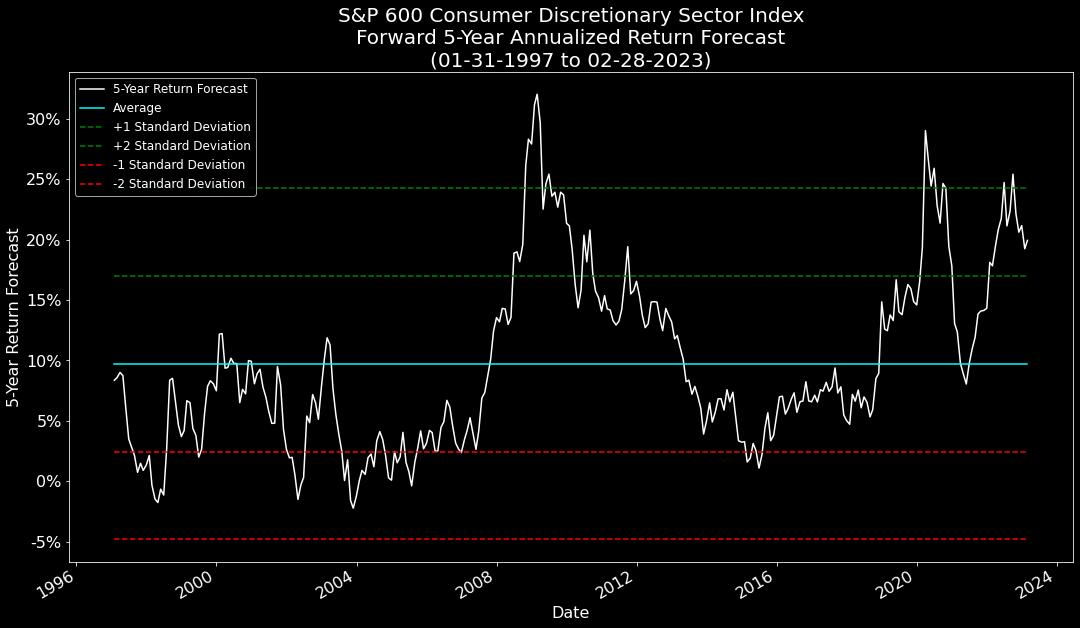 S&P 600 Consumer Discretionary Sector Index
Forward 5-Year Annualized Return Forecast
(01-31-1997 to 02-28-2023)
5-Year Return Forecast
Average
+1 Standard Deviation
+2 Standard Deviation
-1 Standard Deviation
-2 Standard Deviation
30%
25%
20%
15%
10%
5%
0%
-5%
5-Year Return Forecast
1996
2000
2004
2008
2012
2016
2020
2024
Date